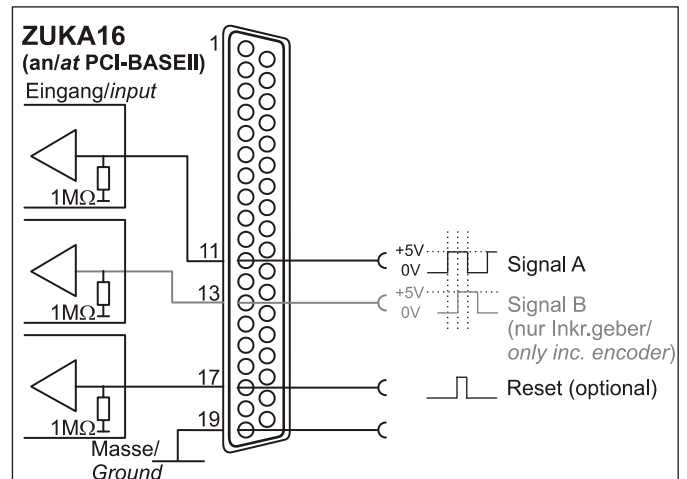 ZUKA16
(an/at PCI-BASEII)
Eingang/input
1MΩ
1MΩ
1MΩ
Masse/
Ground
1
11
13
17
19
+5V
0V
Signal A
+5V
0V
Signal B
(nur Inkr.geber/
only inc. encoder)
Reset (optional)